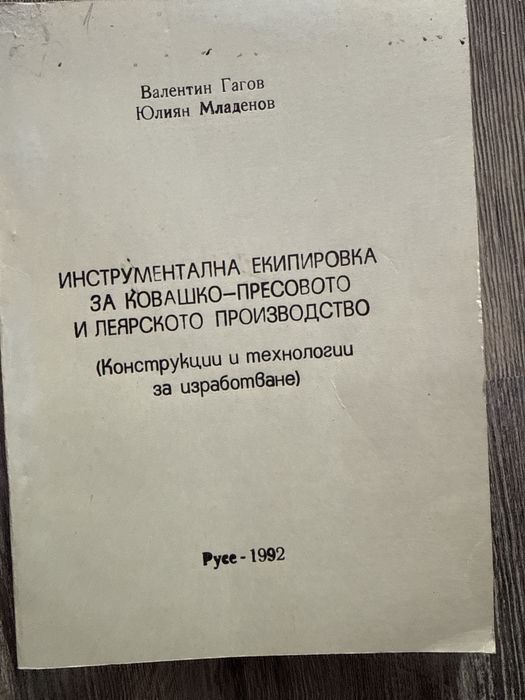 Валентин Гагов
Юлиян Младенов
ИНСТРУМЕНТАЛНА ЕКИПИРОВКА
ЗА КОВАШКО-ПРЕСОВОТО
И ЛЕЯРСКОТО ПРОИЗВОДСТВО
(Конструкции и технологии
за изработване)
Русе - 1992